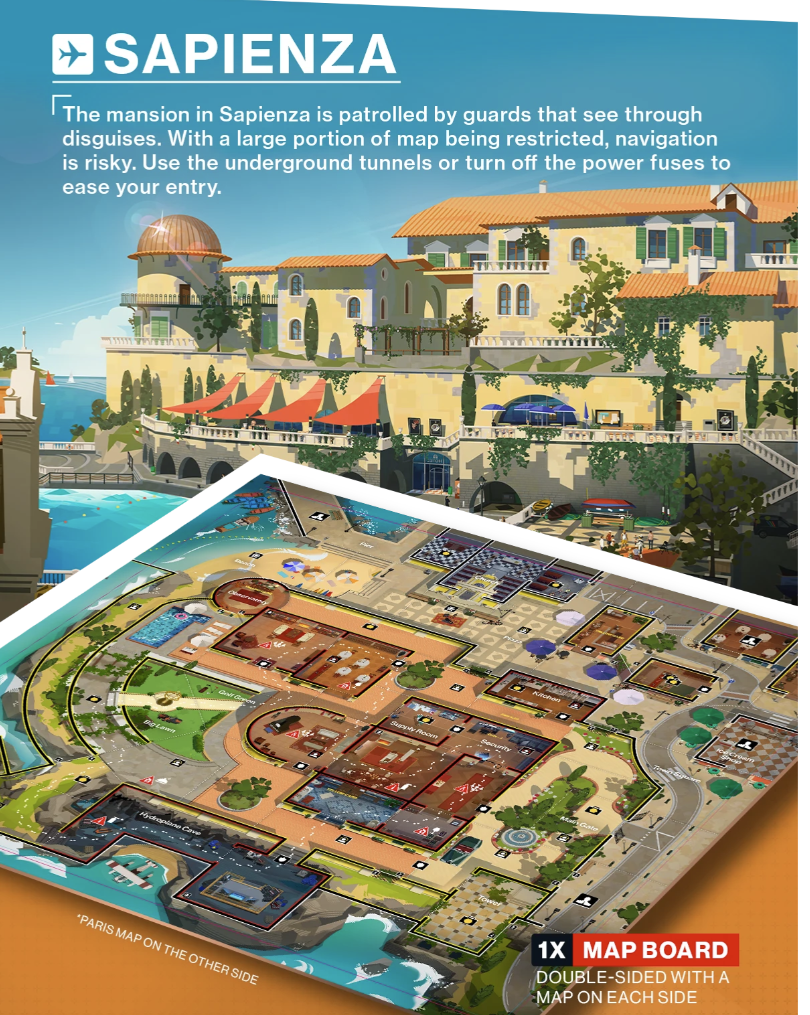 SAPIENZA
The mansion in Sapienza is patrolled by guards that see through
disguises. With a large portion of map being restricted, navigation
is risky. Use the underground tunnels or turn off the power fuses to
ease your entry.
Pier
Observatory
Kitchen
Golf Green
Big Lawn
Supply Room
Security
Ice Cream
Shop
Main Gate
Hydroplane Cave
Tower
*PARIS MAP ON THE OTHER SIDE
1X MAP BOARD
DOUBLE-SIDED WITH A
MAP ON EACH SIDE